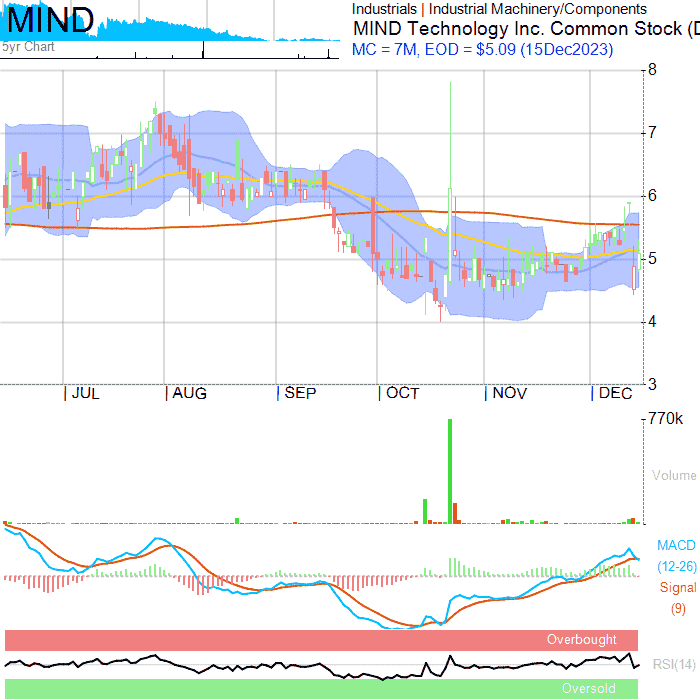 MIND
5yr Chart
Industrials | Industrial Machinery/Components
MIND Technology Inc. Common Stock (D
MC = 7M, EOD = $5.09 (15Dec2023)
8
7
6
5
4
3
JUL
AUG
SEP
OCT
NOV
DEC
770k
Volume
MACD
(12-26)
Signal
(9)
Overbought
RSI(14)
Oversold